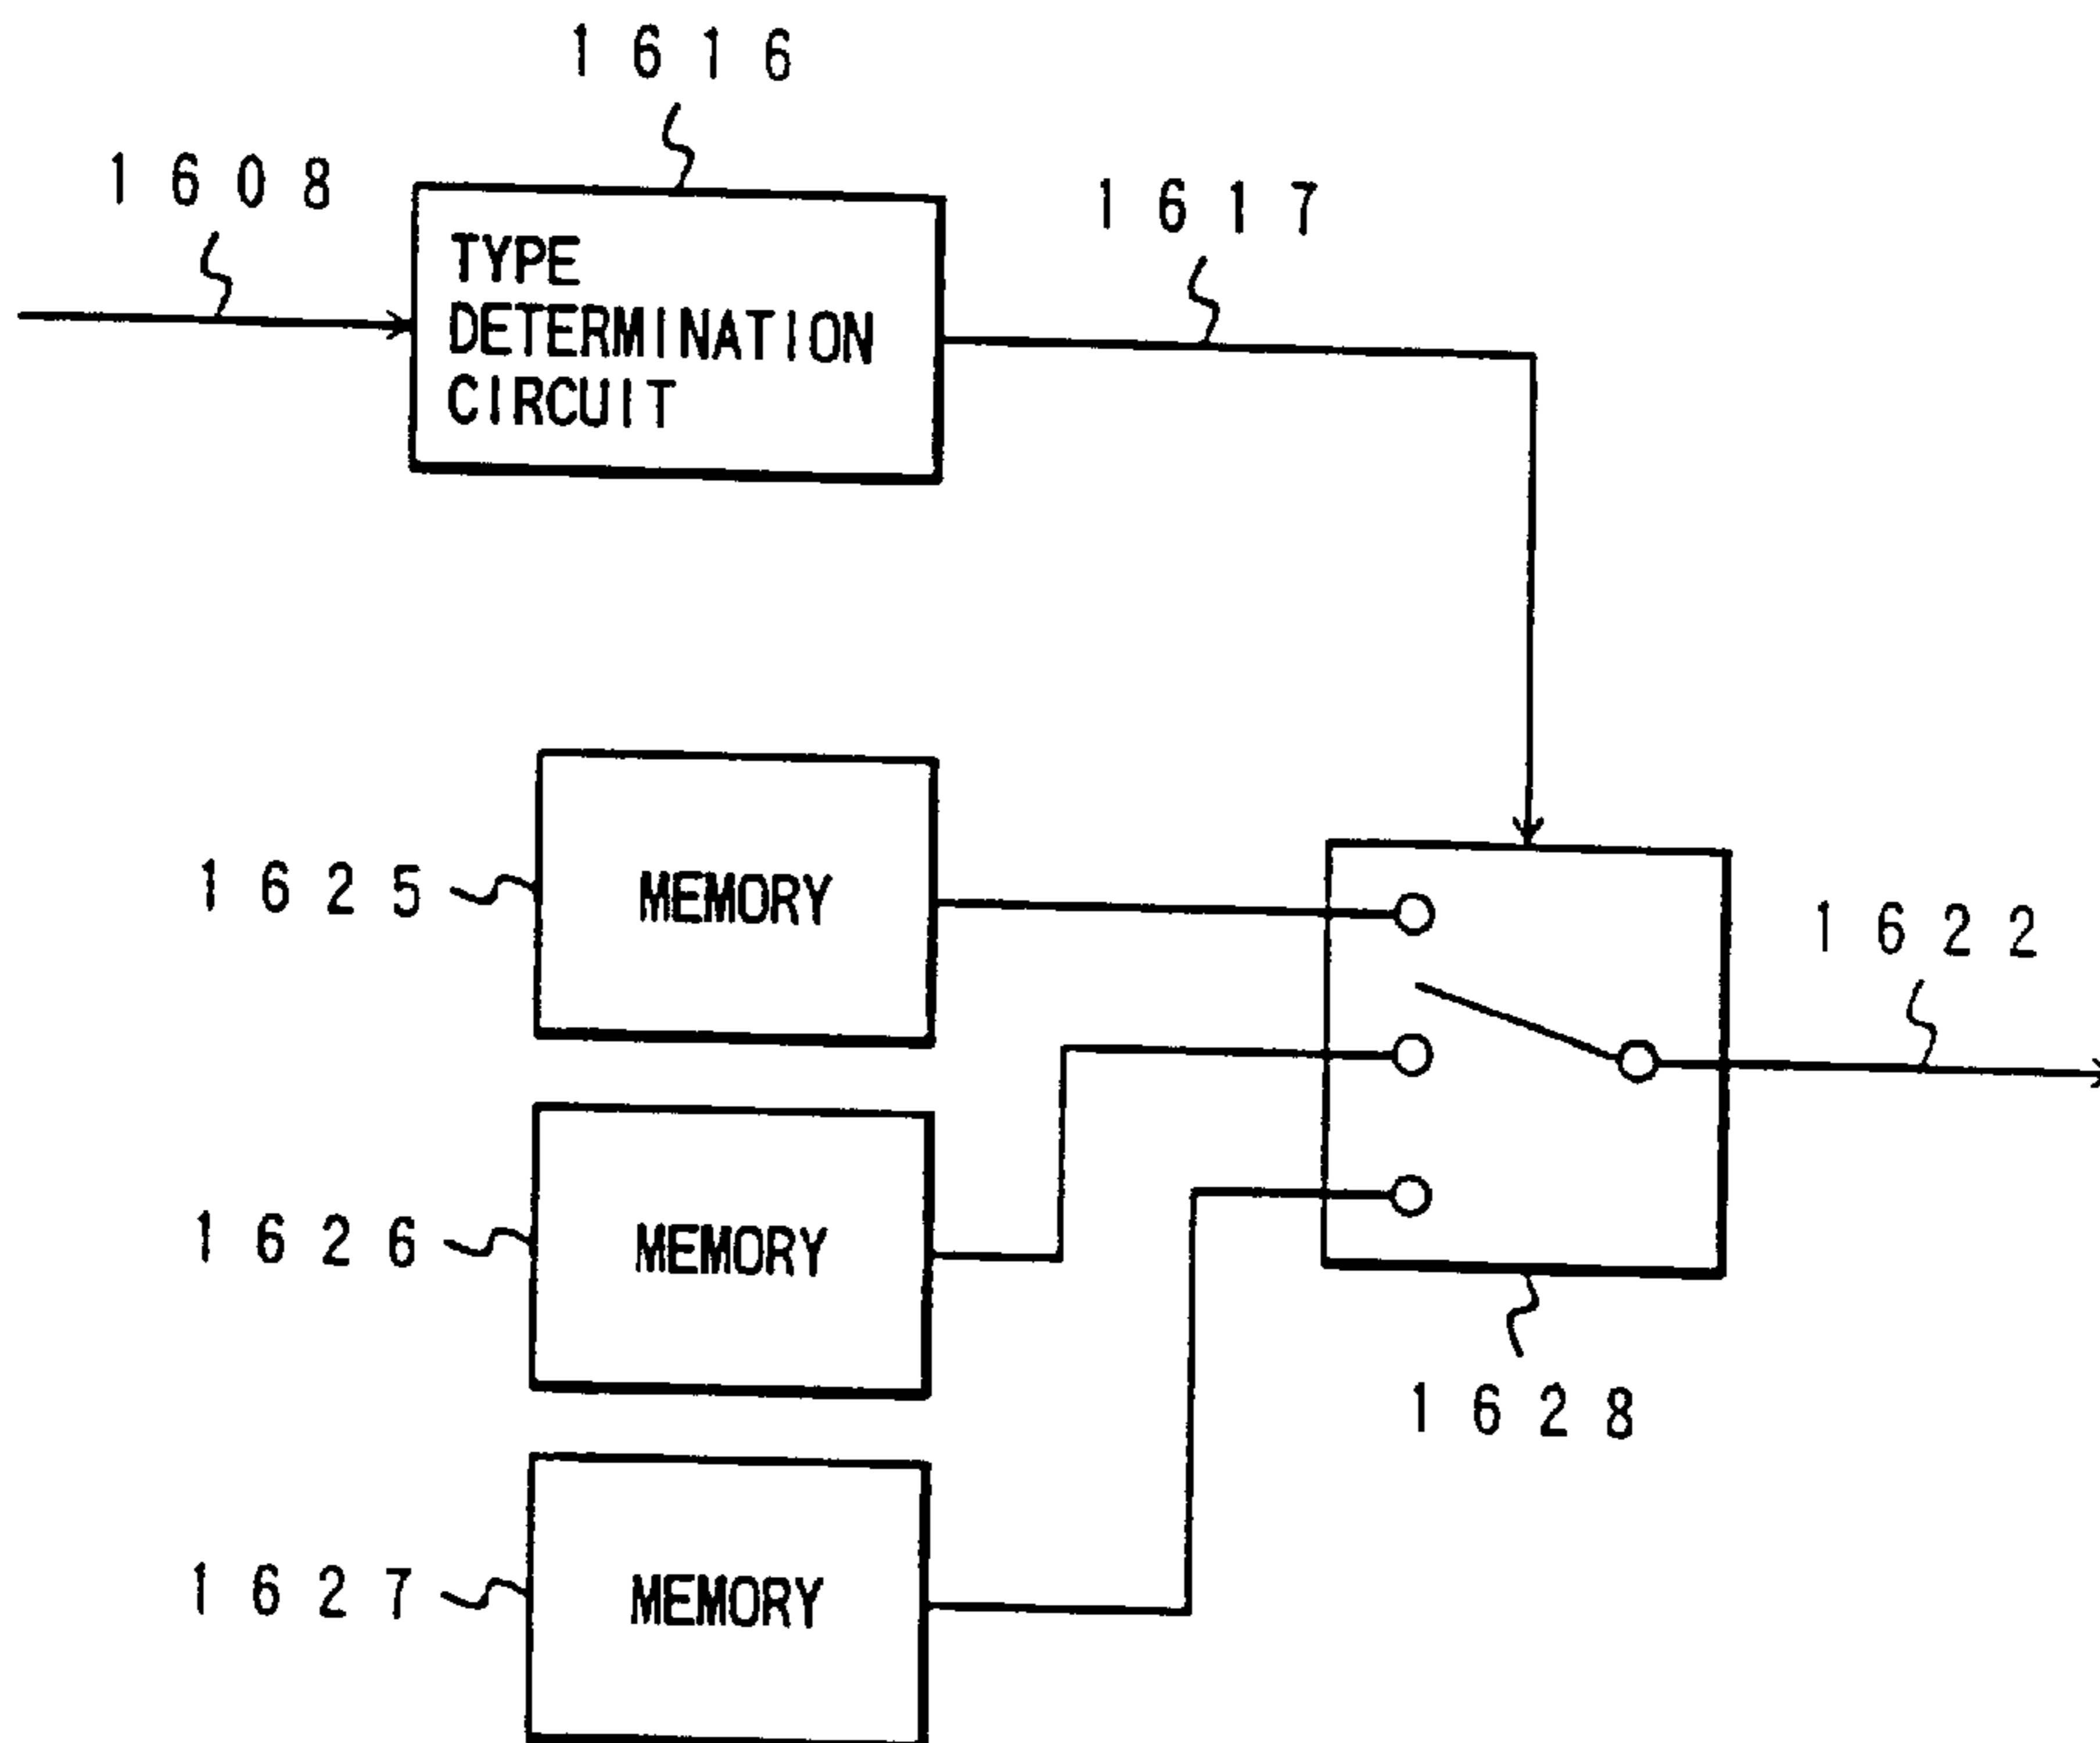 1616
1608
1617
TYPE
DETERMINATION
CIRCUIT
1625
MEMORY
1622
1626
MEMORY
1628
1627
MEMORY